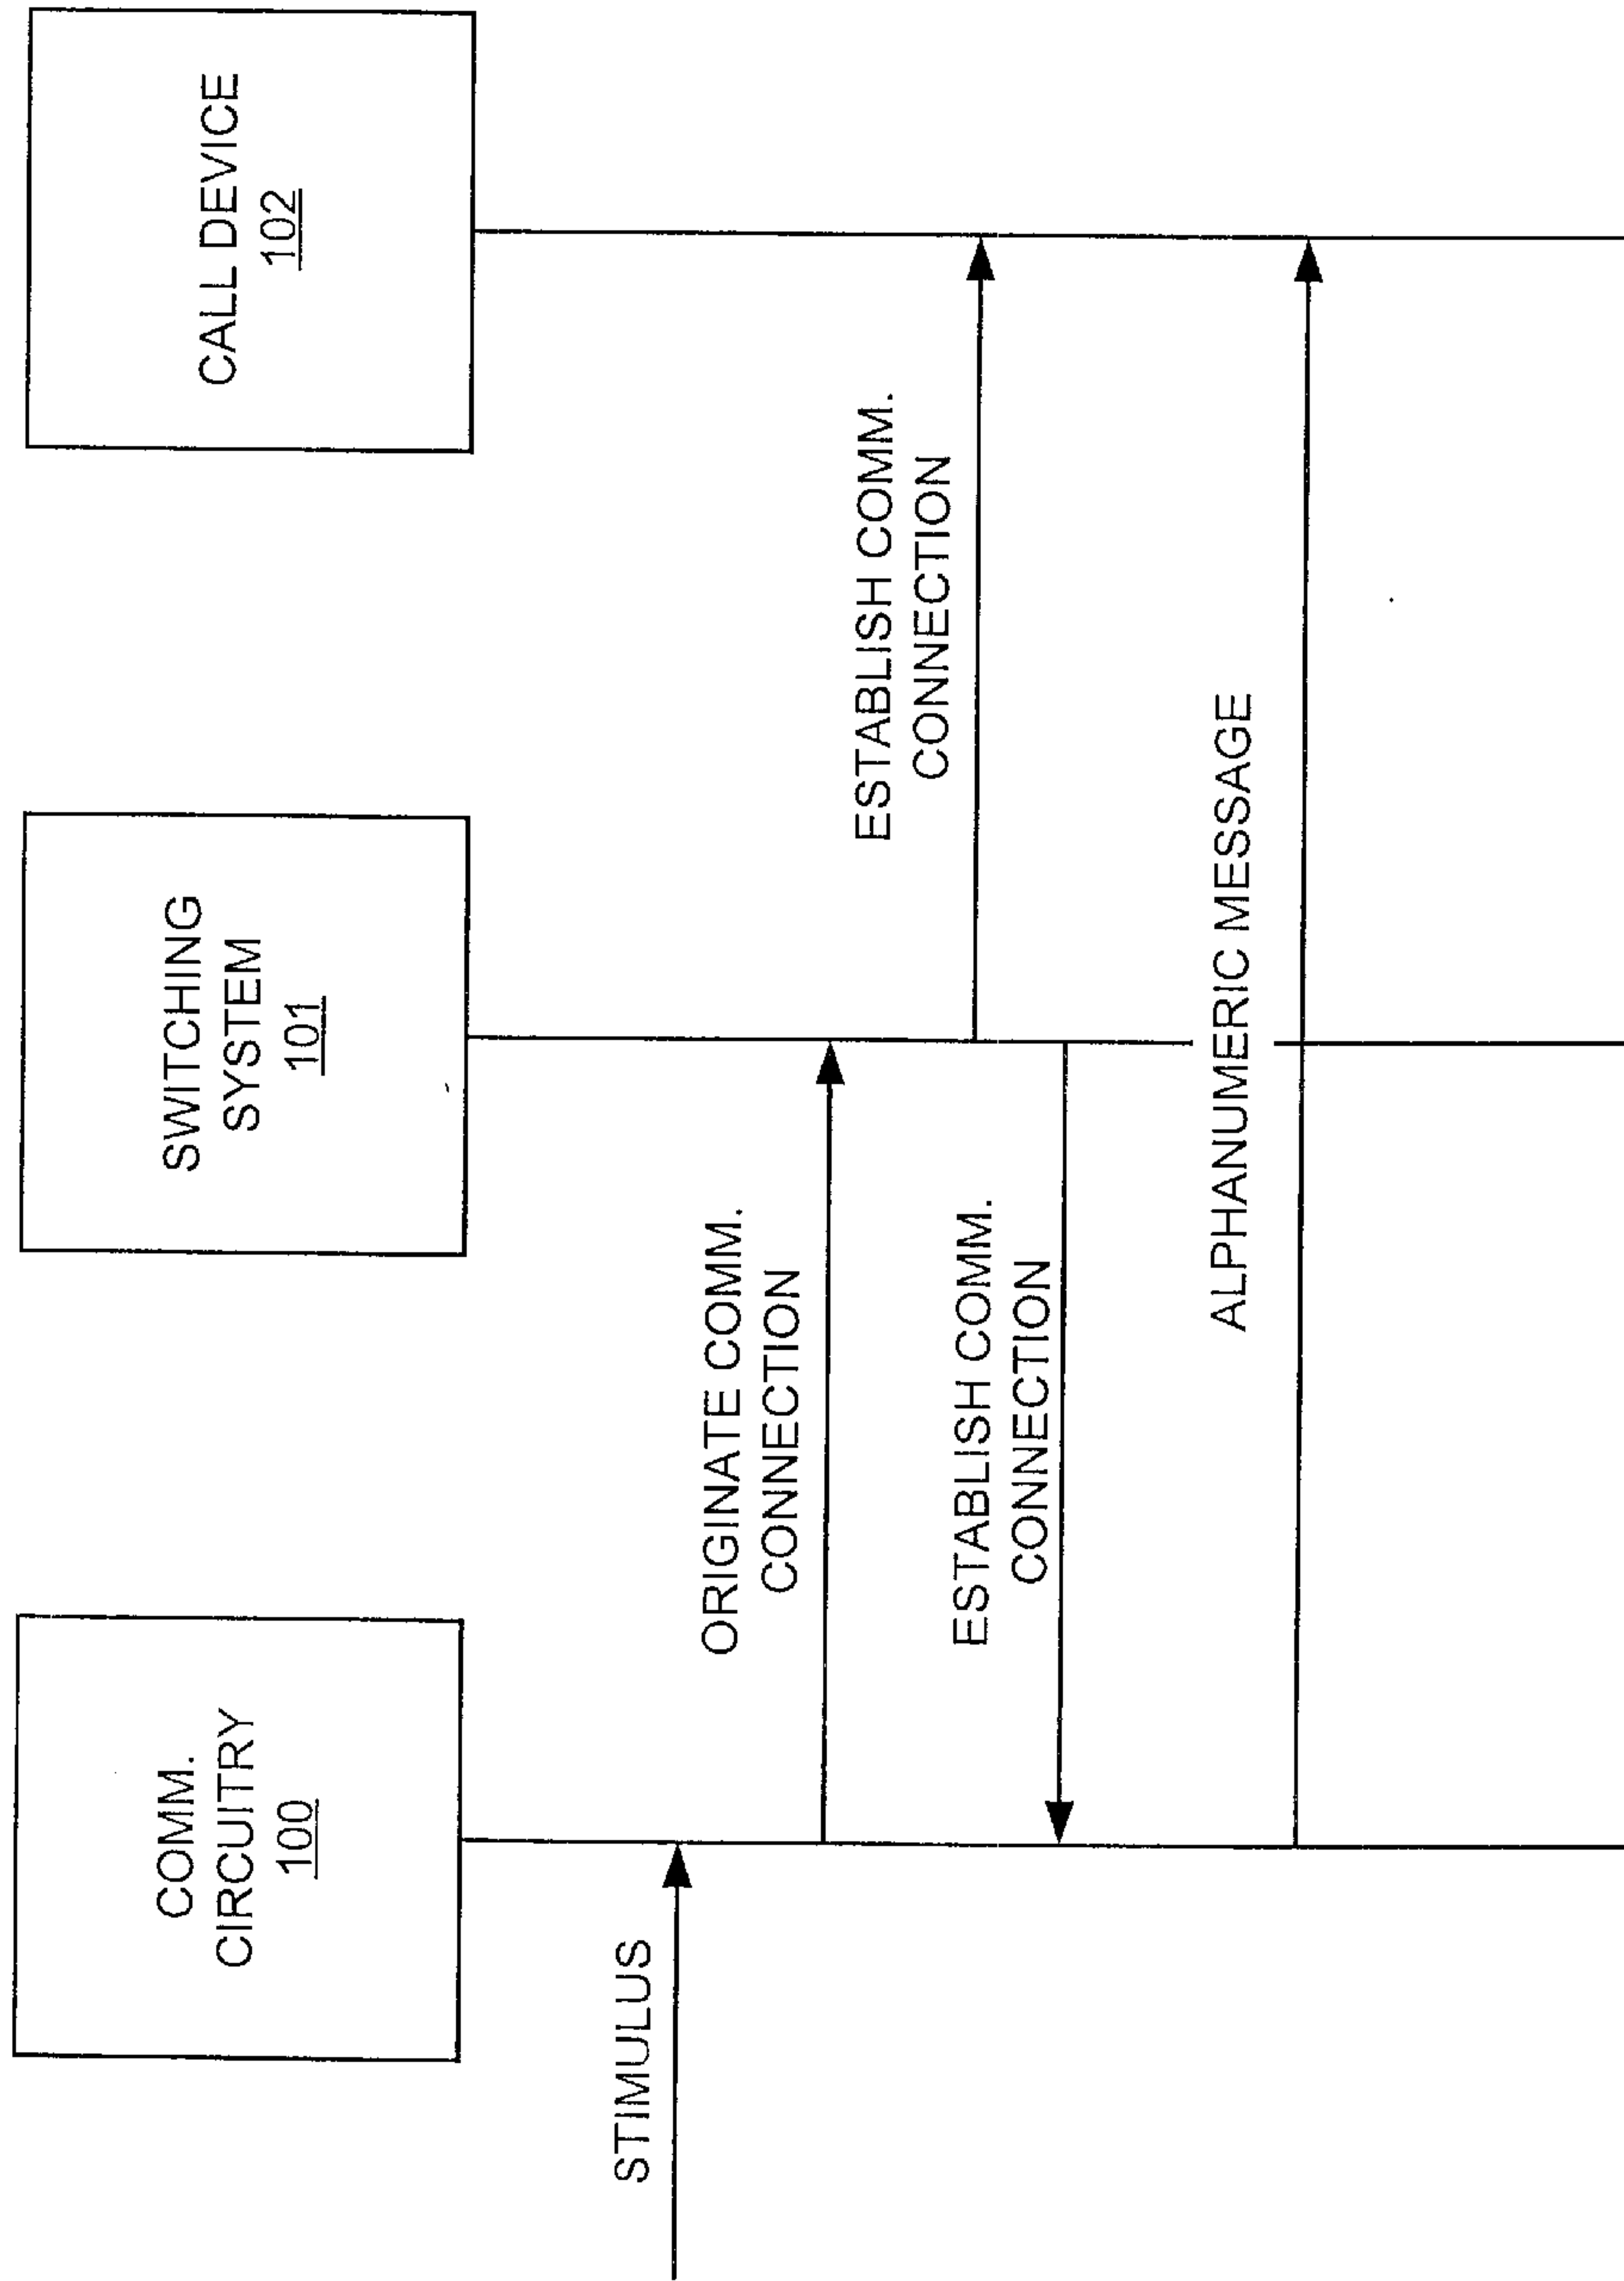 COMM.
CIRCUITRY
100
SWITCHING
SYSTEM
101
CALL DEVICE
102
STIMULUS
ORIGINATE COMM.
CONNECTION
ESTABLISH COMM.
CONNECTION
ESTABLISH COMM.
CONNECTION
ALPHANUMERIC MESSAGE